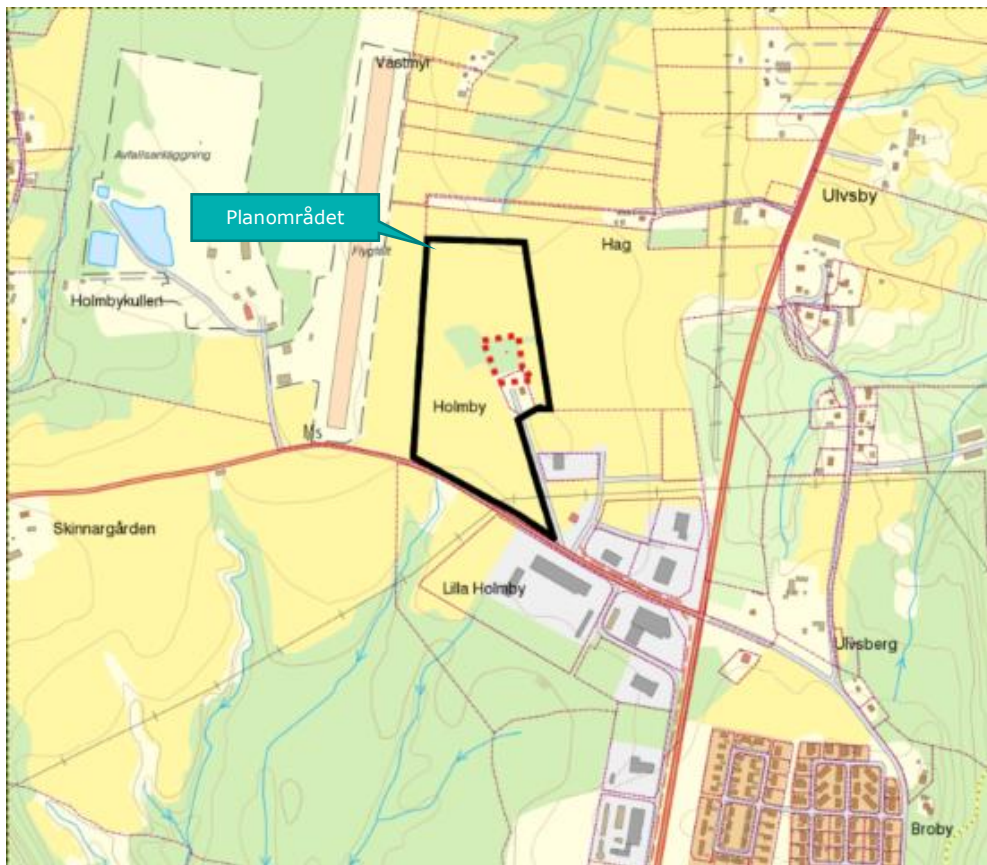 Västmyr
Avfallsanläggning
Planområdet
Ulvsby
Hag
Flygfält
Holmbykullen
Holmby
Ms
Skinnargården
Lilla Holmby
Ulvsberg
Broby